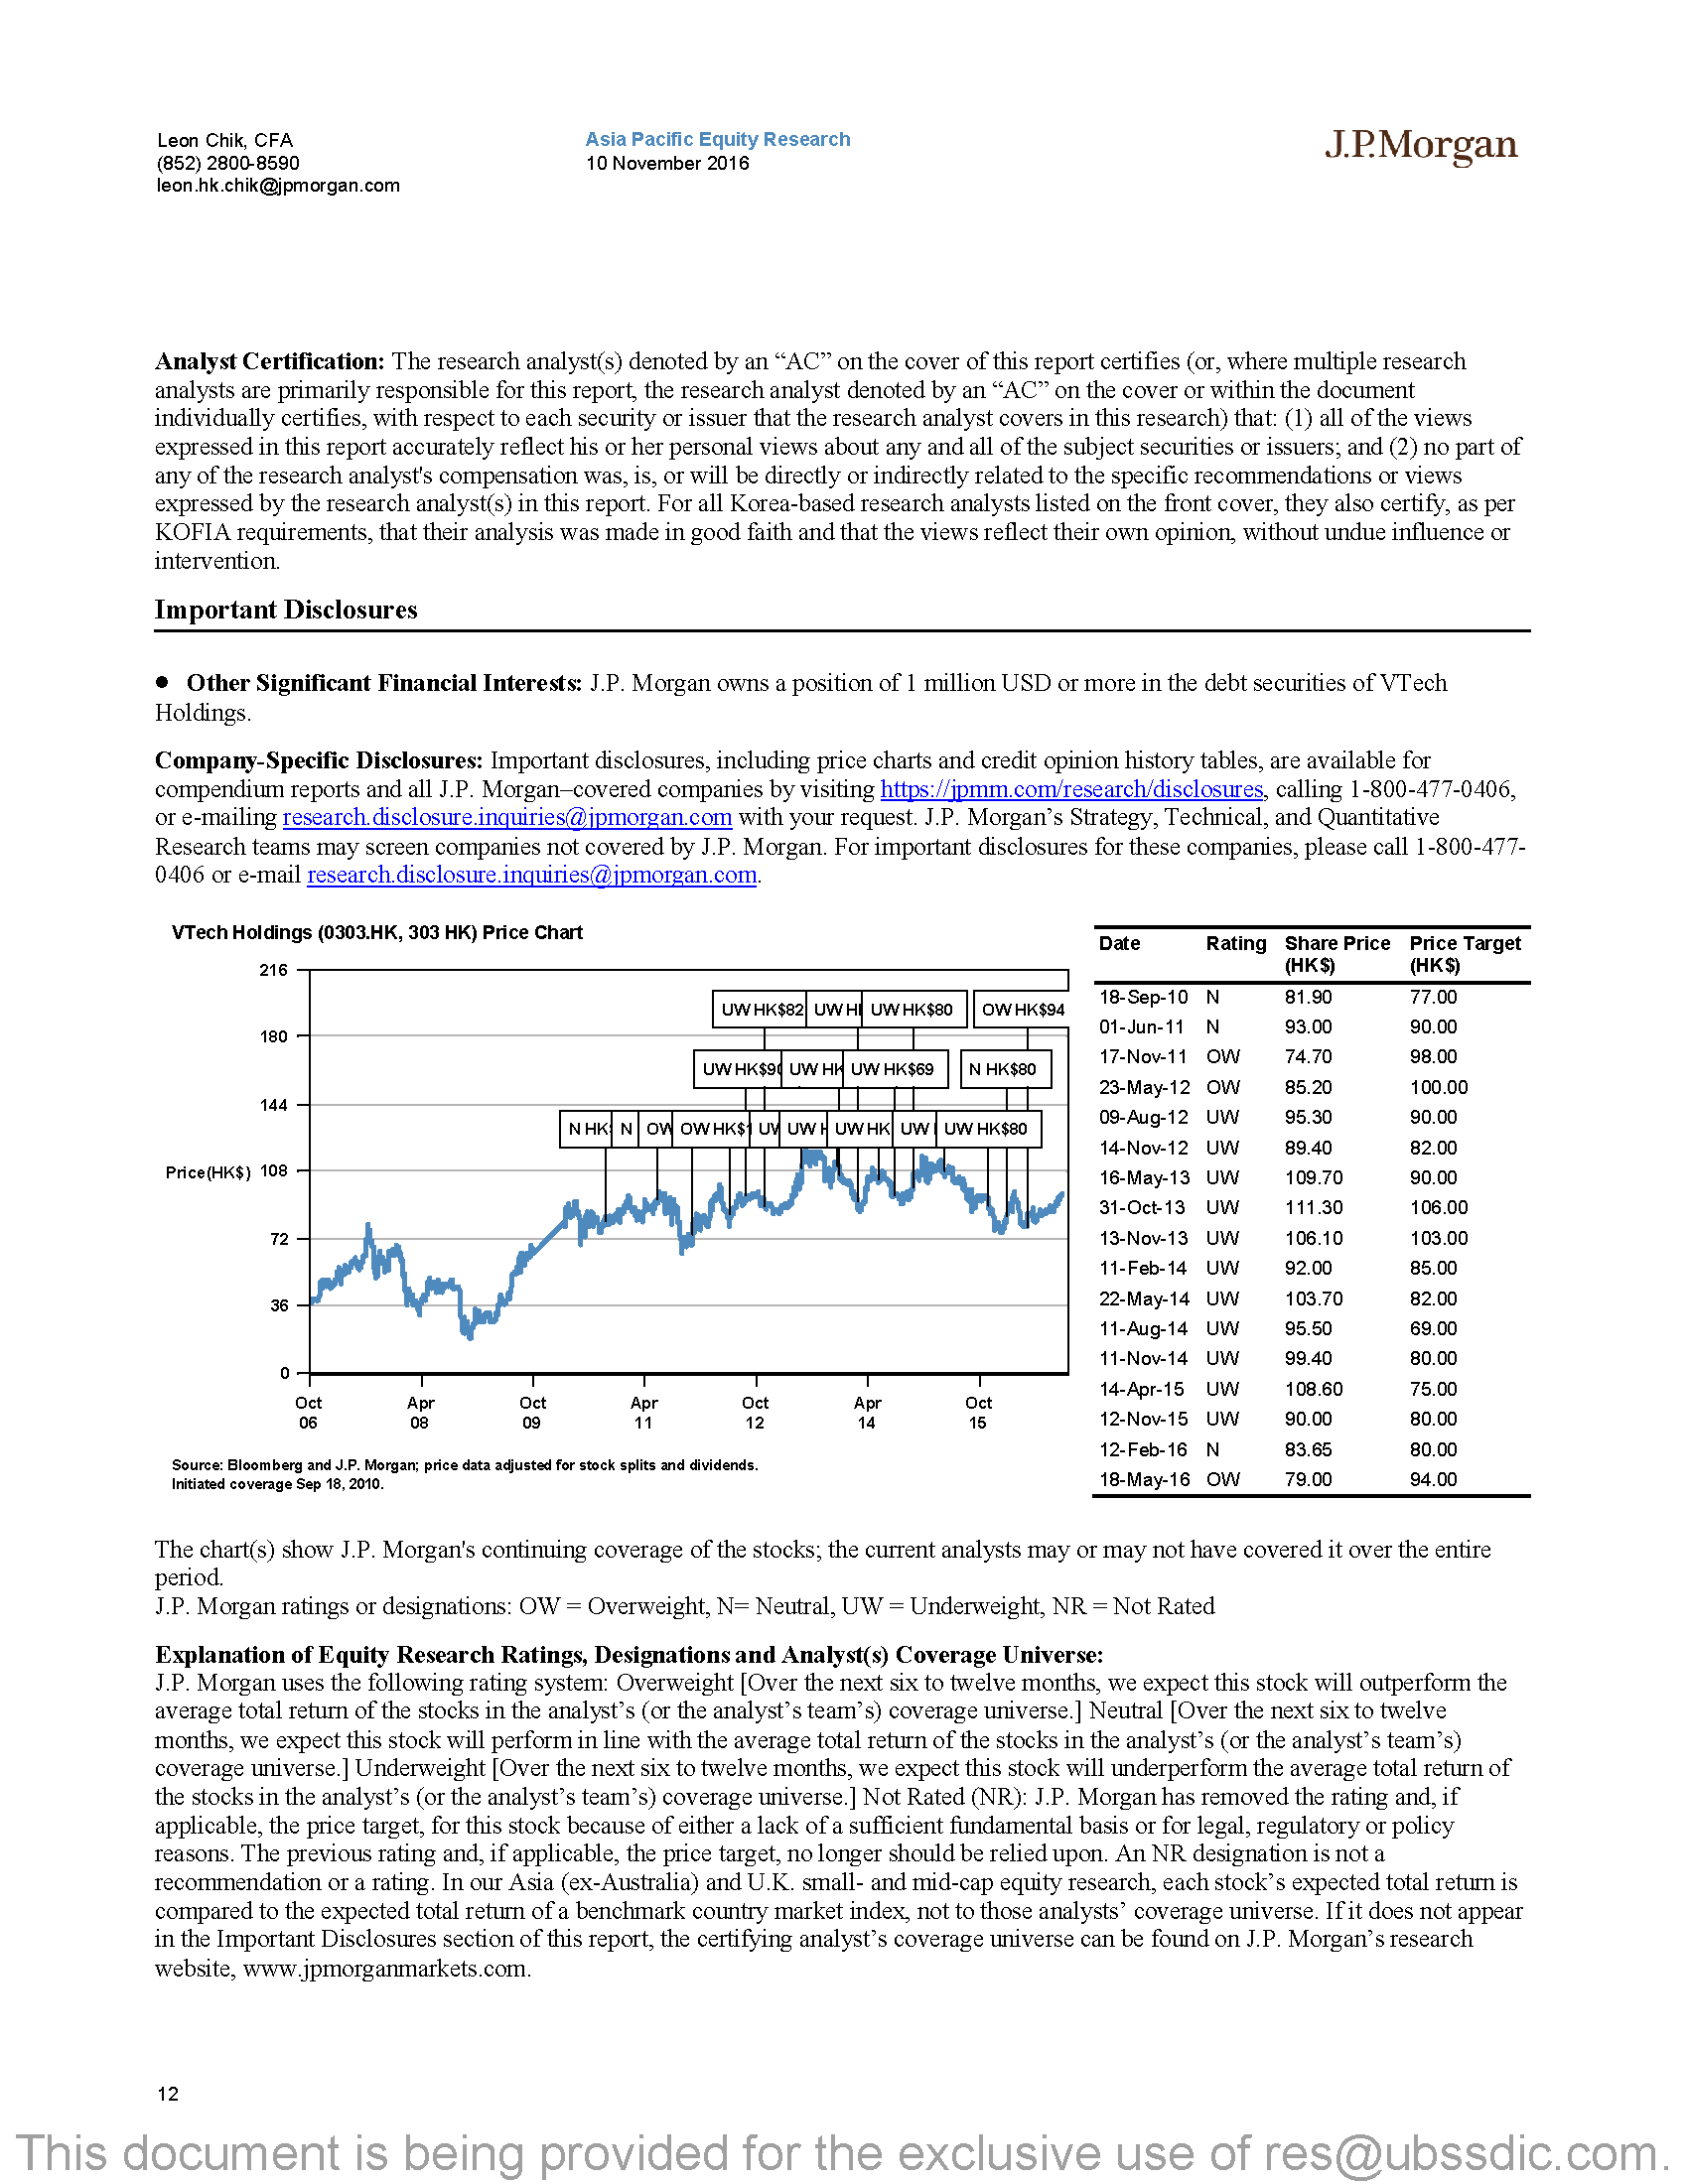 Leon Chik, CFA
(852) 2800-8590
leon.hk.chik@jpmorgan.com
Asia Pacific Equity Research
10 November 2016
J.P.Morgan
Analyst Certification: The research analyst(s) denoted by an “AC” on the cover of this report certifies (or, where multiple research
analysts are primarily responsible for this report, the research analyst denoted by an “AC” on the cover or within the document
individually certifies, with respect to each security or issuer that the research analyst covers in this research) that: (1) all of the views
expressed in this report accurately reflect his or her personal views about any and all of the subject securities or issuers; and (2) no part of
any of the research analyst's compensation was, is, or will be directly or indirectly related to the specific recommendations or views
expressed by the research analyst(s) in this report. For all Korea-based research analysts listed on the front cover, they also certify, as per
KOFIA requirements, that their analysis was made in good faith and that the views reflect their own opinion, without undue influence or
intervention.
Important Disclosures
● Other Significant Financial Interests: J.P. Morgan owns a position of 1 million USD or more in the debt securities of VTech
Holdings.
Company-Specific Disclosures: Important disclosures, including price charts and credit opinion history tables, are available for
compendium reports and all J.P. Morgan–covered companies by visiting https://jpmm.com/research/disclosures, calling 1-800-477-0406,
or e-mailing research.disclosure.inquiries@jpmorgan.com with your request. J.P. Morgan’s Strategy, Technical, and Quantitative
Research teams may screen companies not covered by J.P. Morgan. For important disclosures for these companies, please call 1-800-477-
0406 or e-mail research.disclosure.inquiries@jpmorgan.com.
VTech Holdings (0303.HK, 303 HK) Price Chart
216
180
144
Price(HK$) 108
72
36
0
UW HK$82 UW H UW HK$80 OW HK$94
UW HK$90 UW HK UW HK$69 N HK$80
N HK N OW OW HK$1 UW UW H UW HK UW UW HK$80
Oct 06
Apr 08
Oct 09
Apr 11
Oct 12
Apr 14
Oct 15
Source: Bloomberg and J.P. Morgan; price data adjusted for stock splits and dividends.
Initiated coverage Sep 18, 2010.
Date Rating Share Price (HK$) Price Target (HK$)
18-Sep-10 N 81.90 77.00
01-Jun-11 N 93.00 90.00
17-Nov-11 OW 74.70 98.00
23-May-12 OW 85.20 100.00
09-Aug-12 UW 95.30 90.00
14-Nov-12 UW 89.40 82.00
16-May-13 UW 109.70 90.00
31-Oct-13 UW 111.30 106.00
13-Nov-13 UW 106.10 103.00
11-Feb-14 UW 92.00 85.00
22-May-14 UW 103.70 82.00
11-Aug-14 UW 95.50 69.00
11-Nov-14 UW 99.40 80.00
14-Apr-15 UW 108.60 75.00
12-Nov-15 UW 90.00 80.00
12-Feb-16 N 83.65 80.00
18-May-16 OW 79.00 94.00
The chart(s) show J.P. Morgan's continuing coverage of the stocks; the current analysts may or may not have covered it over the entire
period.
J.P. Morgan ratings or designations: OW = Overweight, N= Neutral, UW = Underweight, NR = Not Rated
Explanation of Equity Research Ratings, Designations and Analyst(s) Coverage Universe:
J.P. Morgan uses the following rating system: Overweight [Over the next six to twelve months, we expect this stock will outperform the
average total return of the stocks in the analyst’s (or the analyst’s team’s) coverage universe.] Neutral [Over the next six to twelve
months, we expect this stock will perform in line with the average total return of the stocks in the analyst’s (or the analyst’s team’s)
coverage universe.] Underweight [Over the next six to twelve months, we expect this stock will underperform the average total return of
the stocks in the analyst’s (or the analyst’s team’s) coverage universe.] Not Rated (NR): J.P. Morgan has removed the rating and, if
applicable, the price target, for this stock because of either a lack of a sufficient fundamental basis or for legal, regulatory or policy
reasons. The previous rating and, if applicable, the price target, no longer should be relied upon. An NR designation is not a
recommendation or a rating. In our Asia (ex-Australia) and U.K. small- and mid-cap equity research, each stock’s expected total return is
compared to the expected total return of a benchmark country market index, not to those analysts’ coverage universe. If it does not appear
in the Important Disclosures section of this report, the certifying analyst’s coverage universe can be found on J.P. Morgan’s research
website, www.jpmorganmarkets.com.
12
This document is being provided for the exclusive use of res@ubssdic.com.